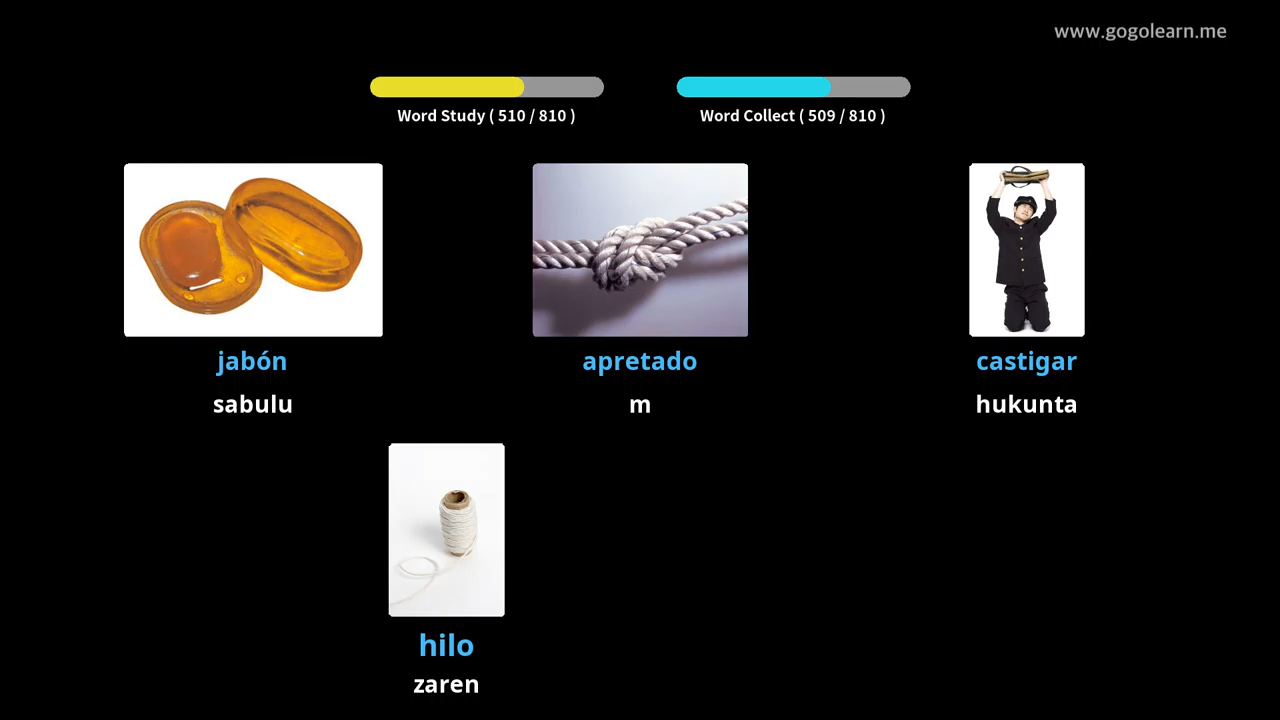 www.gogolearn.me
Word Study ( 510 / 810 )
Word Collect ( 509 / 810 )
jabón
apretado
castigar
sabulu
m
hukunta
hilo
zaren